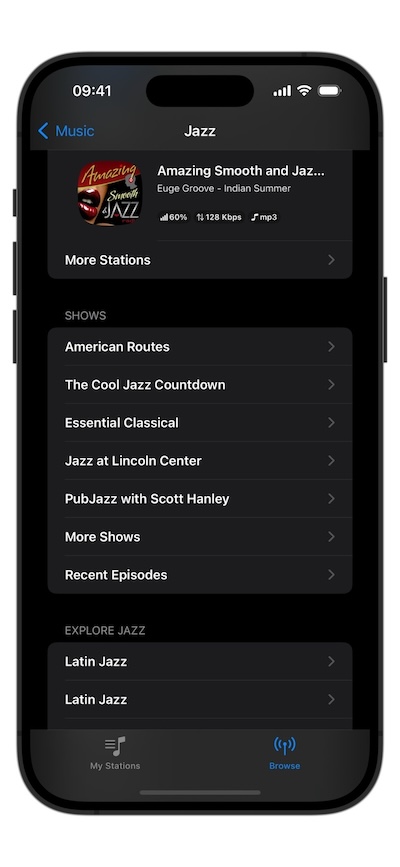 09:41
Music
Jazz
Amazing
Smooth
& JAZZ
Amazing Smooth and Jaz...
Euge Groove - Indian Summer
60%
128 Kbps
mp3
More Stations
SHOWS
American Routes
The Cool Jazz Countdown
Essential Classical
Jazz at Lincoln Center
PubJazz with Scott Hanley
More Shows
Recent Episodes
EXPLORE JAZZ
Latin Jazz
Latin Jazz
My Stations
Browse